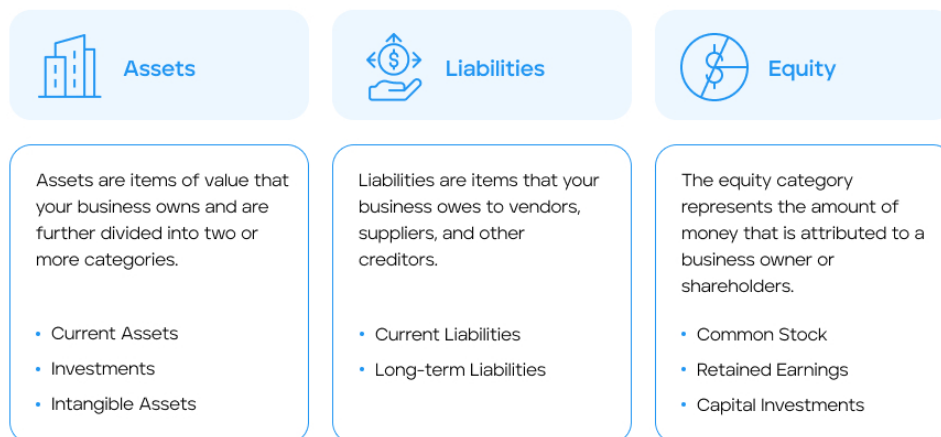 Assets
Liabilities
Equity
Assets are items of value that
your business owns and are
further divided into two or
more categories.
• Current Assets
• Investments
• Intangible Assets
Liabilities are items that your
business owes to vendors,
suppliers, and other
creditors.
• Current Liabilities
• Long-term Liabilities
The equity category
represents the amount of
money that is attributed to a
business owner or
shareholders.
• Common Stock
• Retained Earnings
• Capital Investments